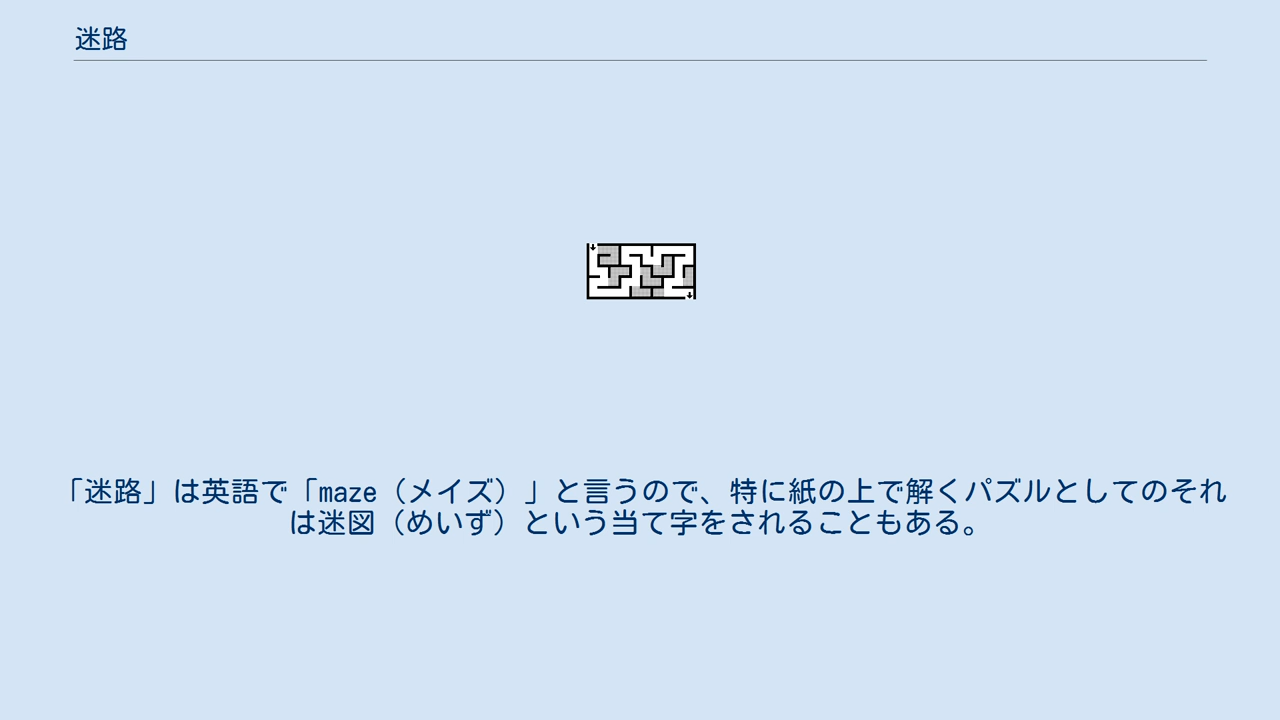 迷路
「迷路」は英語で「maze（メイズ）」と言うので、特に紙の上で解くパズルとしてのそれ
は迷図（めいず）という当て字をされることもある。